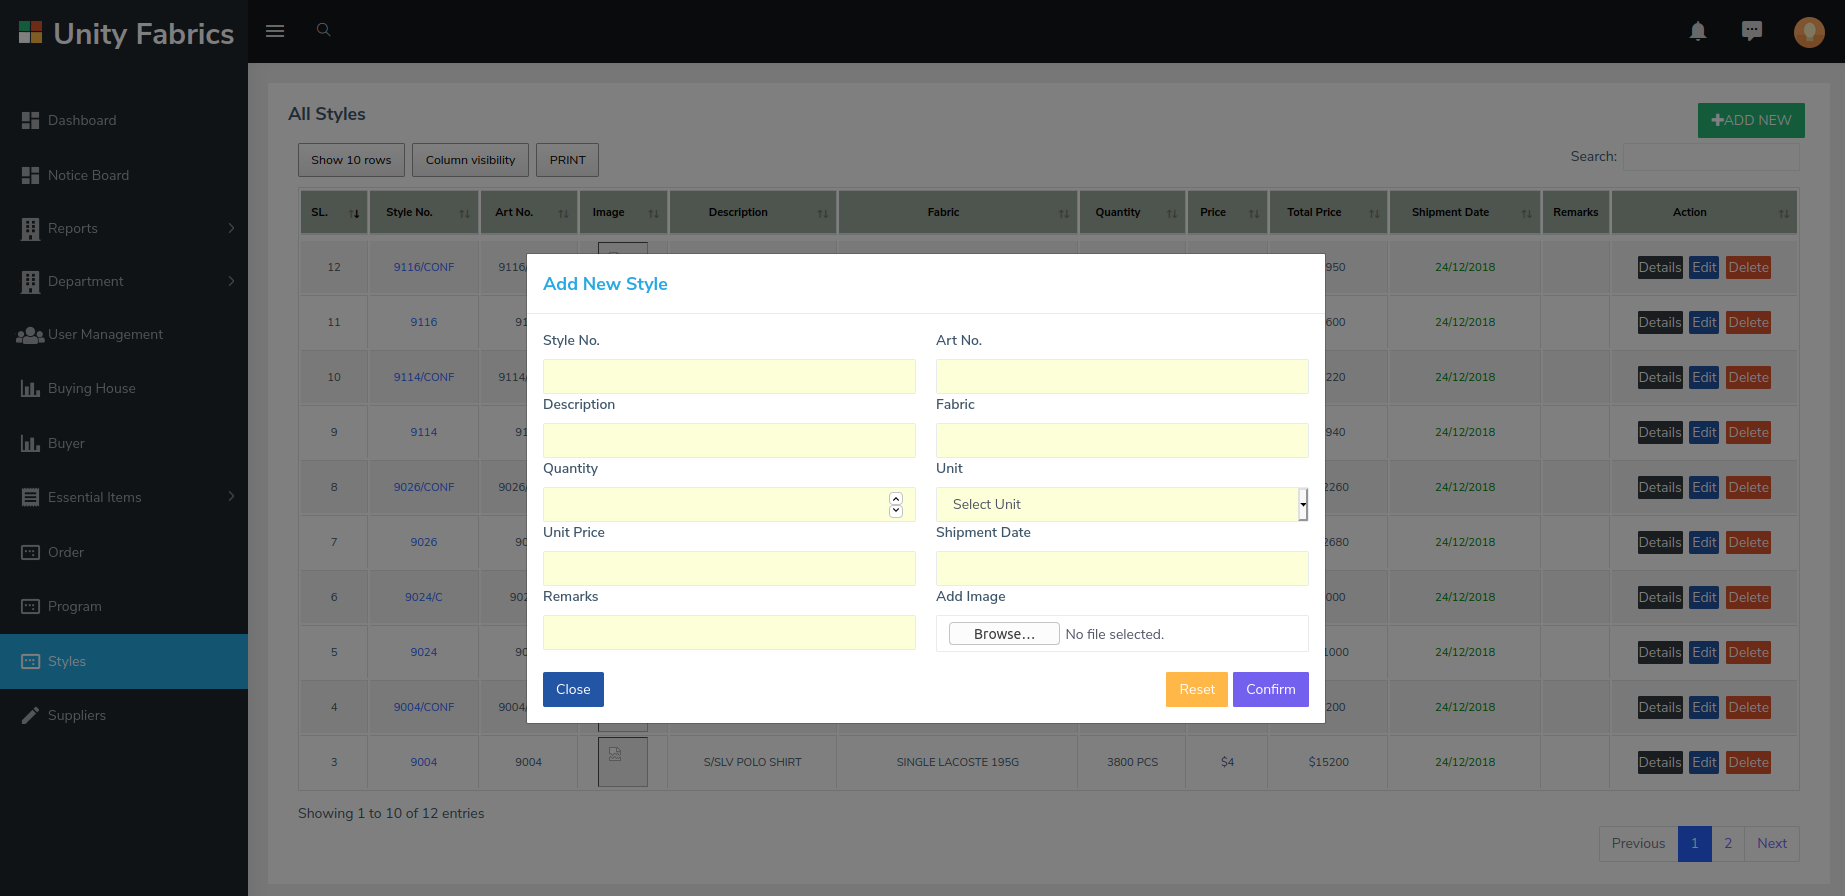 Unity Fabrics
Dashboard
Notice Board
Reports
Department
User Management
Buying House
Buyer
Essential Items
Order
Program
Styles
Suppliers
All Styles
ADD NEW
Show 10 rows Column visibility PRINT
Search:
SL. Style No. Art No. Image Description Fabric Quantity Price Total Price Shipment Date Remarks Action
12 9116/CONF 9116/ 950 24/12/2018 Details Edit Delete
11 9116 91 600 24/12/2018 Details Edit Delete
10 9114/CONF 9114/ 220 24/12/2018 Details Edit Delete
9 9114 91 940 24/12/2018 Details Edit Delete
8 9026/CONF 9026/ 2260 24/12/2018 Details Edit Delete
7 9026 90 2680 24/12/2018 Details Edit Delete
6 9024/C 902 000 24/12/2018 Details Edit Delete
5 9024 90 1000 24/12/2018 Details Edit Delete
4 9004/CONF 9004/ 200 24/12/2018 Details Edit Delete
3 9004 9004 S/SLV POLO SHIRT SINGLE LACOSTE 195G 3800 PCS $4 $15200 24/12/2018 Details Edit Delete
Showing 1 to 10 of 12 entries
Previous 1 2 Next
Add New Style
Style No. Art No.
Description Fabric
Quantity Unit
Select Unit
Unit Price Shipment Date
Remarks Add Image
Browse... No file selected.
Close Reset Confirm